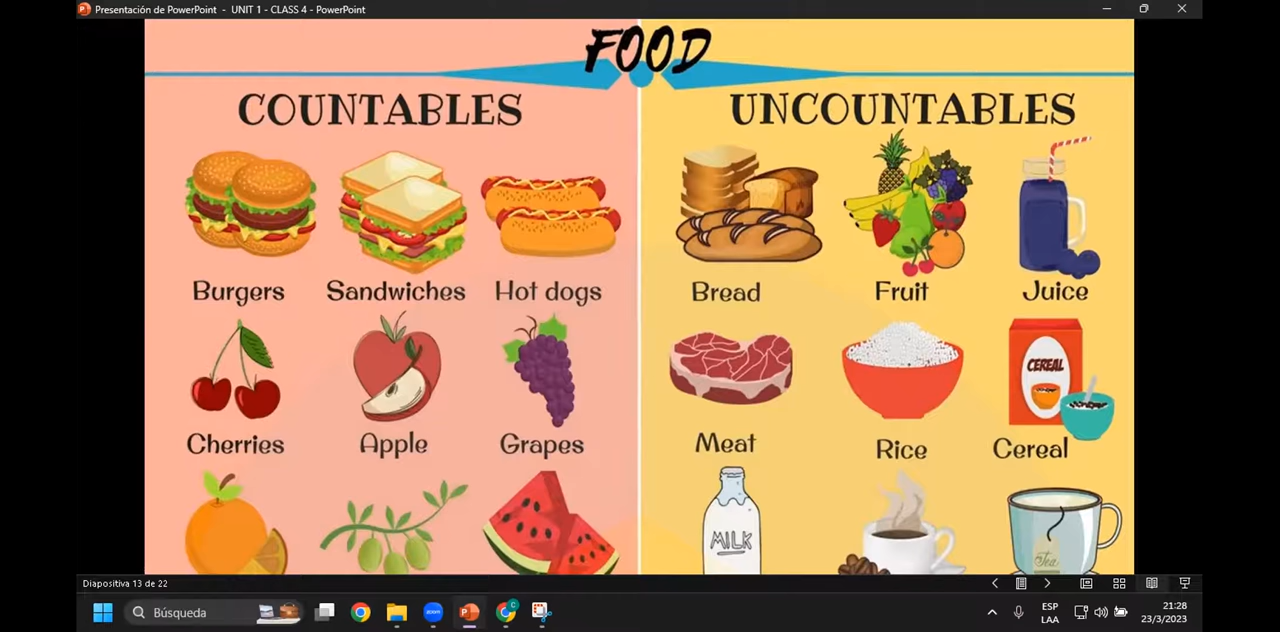 Presentación de PowerPoint - UNIT 1 - CLASS 4 - PowerPoint
FOOD
COUNTABLES
UNCOUNTABLES
Burgers Sandwiches Hot dogs
Bread Fruit Juice
CEREAL
Cherries Apple Grapes
Meat Rice Cereal
MILK
Tea
Diapositiva 13 de 22
Búsqueda
zoom
C
ESP
LAA
21:28
23/3/2023